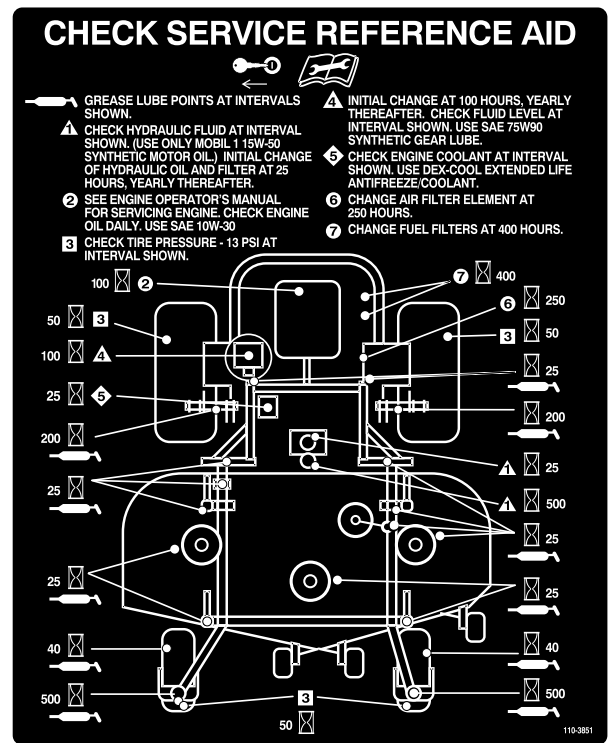 CHECK SERVICE REFERENCE AID
GREASE LUBE POINTS AT INTERVALS
SHOWN.
1 CHECK HYDRAULIC FLUID AT INTERVAL
SHOWN. (USE ONLY MOBIL 1 15W-50
SYNTHETIC MOTOR OIL.) INITIAL CHANGE
OF HYDRAULIC OIL AND FILTER AT 25
HOURS, YEARLY THEREAFTER.
2 SEE ENGINE OPERATOR'S MANUAL
FOR SERVICING ENGINE. CHECK ENGINE
OIL DAILY. USE SAE 10W-30
3 CHECK TIRE PRESSURE - 13 PSI AT
INTERVAL SHOWN.
4 INITIAL CHANGE AT 100 HOURS, YEARLY
THEREAFTER. CHECK FLUID LEVEL AT
INTERVAL SHOWN. USE SAE 75W90
SYNTHETIC GEAR LUBE.
5 CHECK ENGINE COOLANT AT INTERVAL
SHOWN. USE DEX-COOL EXTENDED LIFE
ANTIFREEZE/COOLANT.
6 CHANGE AIR FILTER ELEMENT AT
250 HOURS.
7 CHANGE FUEL FILTERS AT 400 HOURS.
100 2
7 400
6 250
50 3
3 50
100 4
25
25 5
200
200
1 25
25
1 500
25
25
25
40
40
500
500
3
50
110-3851